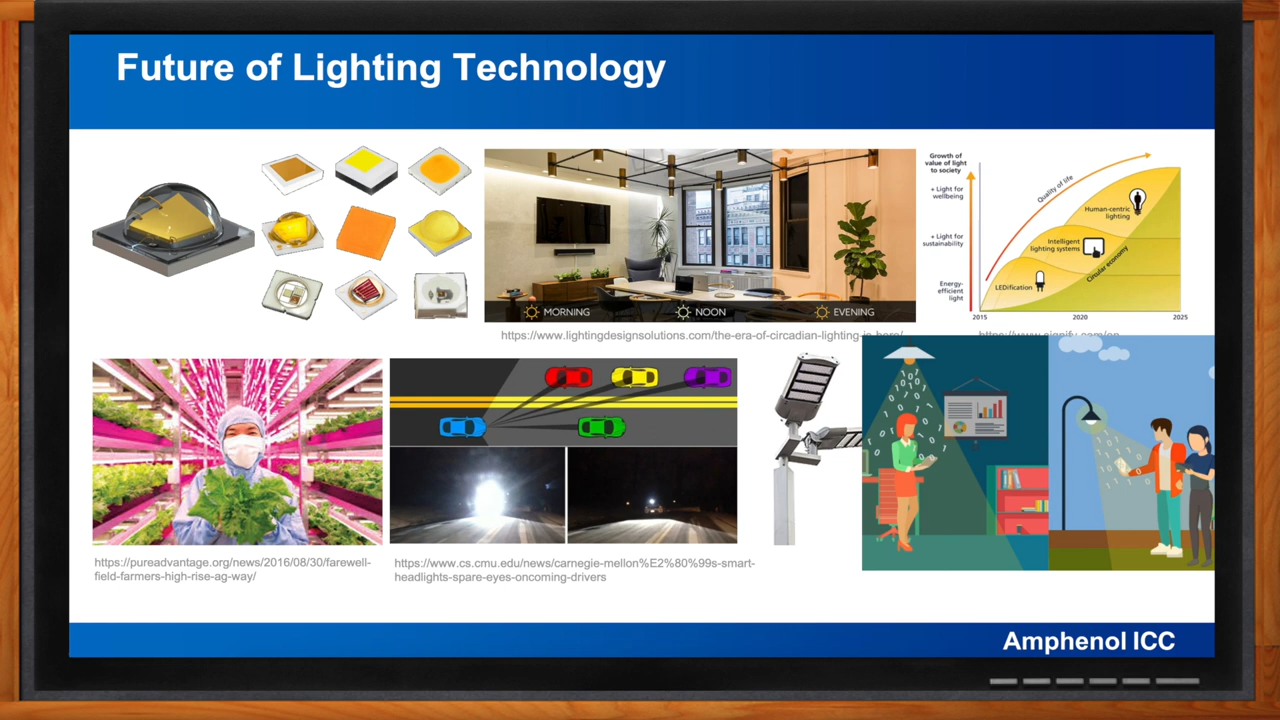 Future of Lighting Technology
MORNING
NOON
EVENING
https://www.lightingdesignsolutions.com/the-era-of-circadian-lighting-is-here/
Growth of
value of light
to society
+ Light for
wellbeing
+ Light for
sustainability
Energy-
efficient
light
Quality of life
Human-centric
lighting
Intelligent
lighting systems
Circular economy
LEDification
2015
2020
2025
https://www.signify.com/en
https://pureadvantage.org/news/2016/08/30/farewell-
field-farmers-high-rise-ag-way/
https://www.cs.cmu.edu/news/carnegie-mellon%E2%80%99s-smart-
headlights-spare-eyes-oncoming-drivers
Amphenol ICC